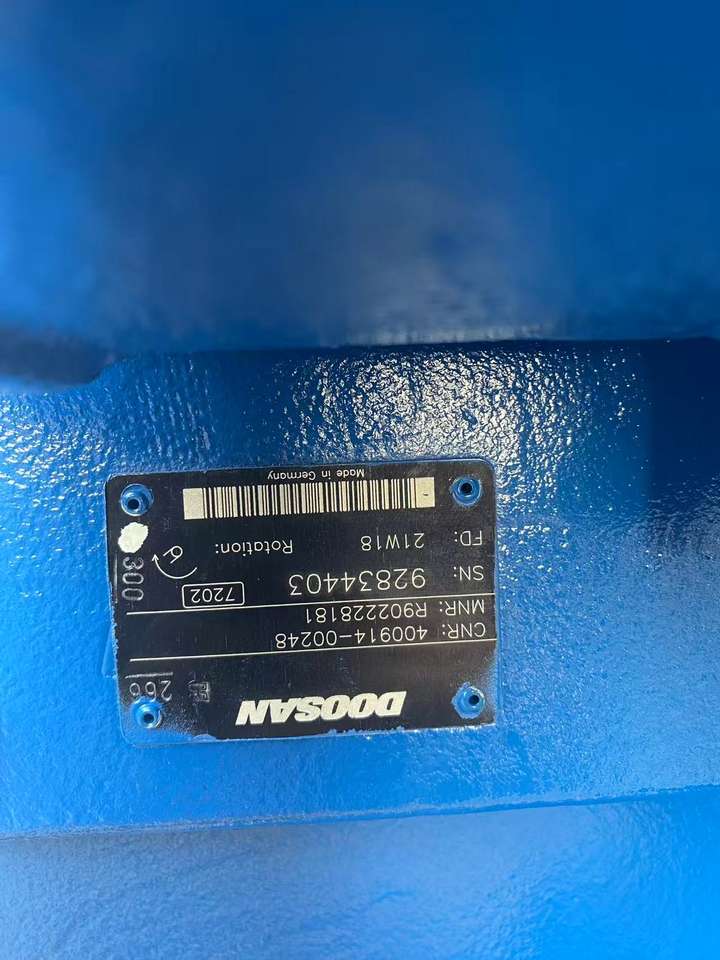 DOOSAN
CNR: 400914-00248
MNR: R902228181
SN: 92834403 7202
FD: 21W18 Rotation:
Made in Germany
266
300